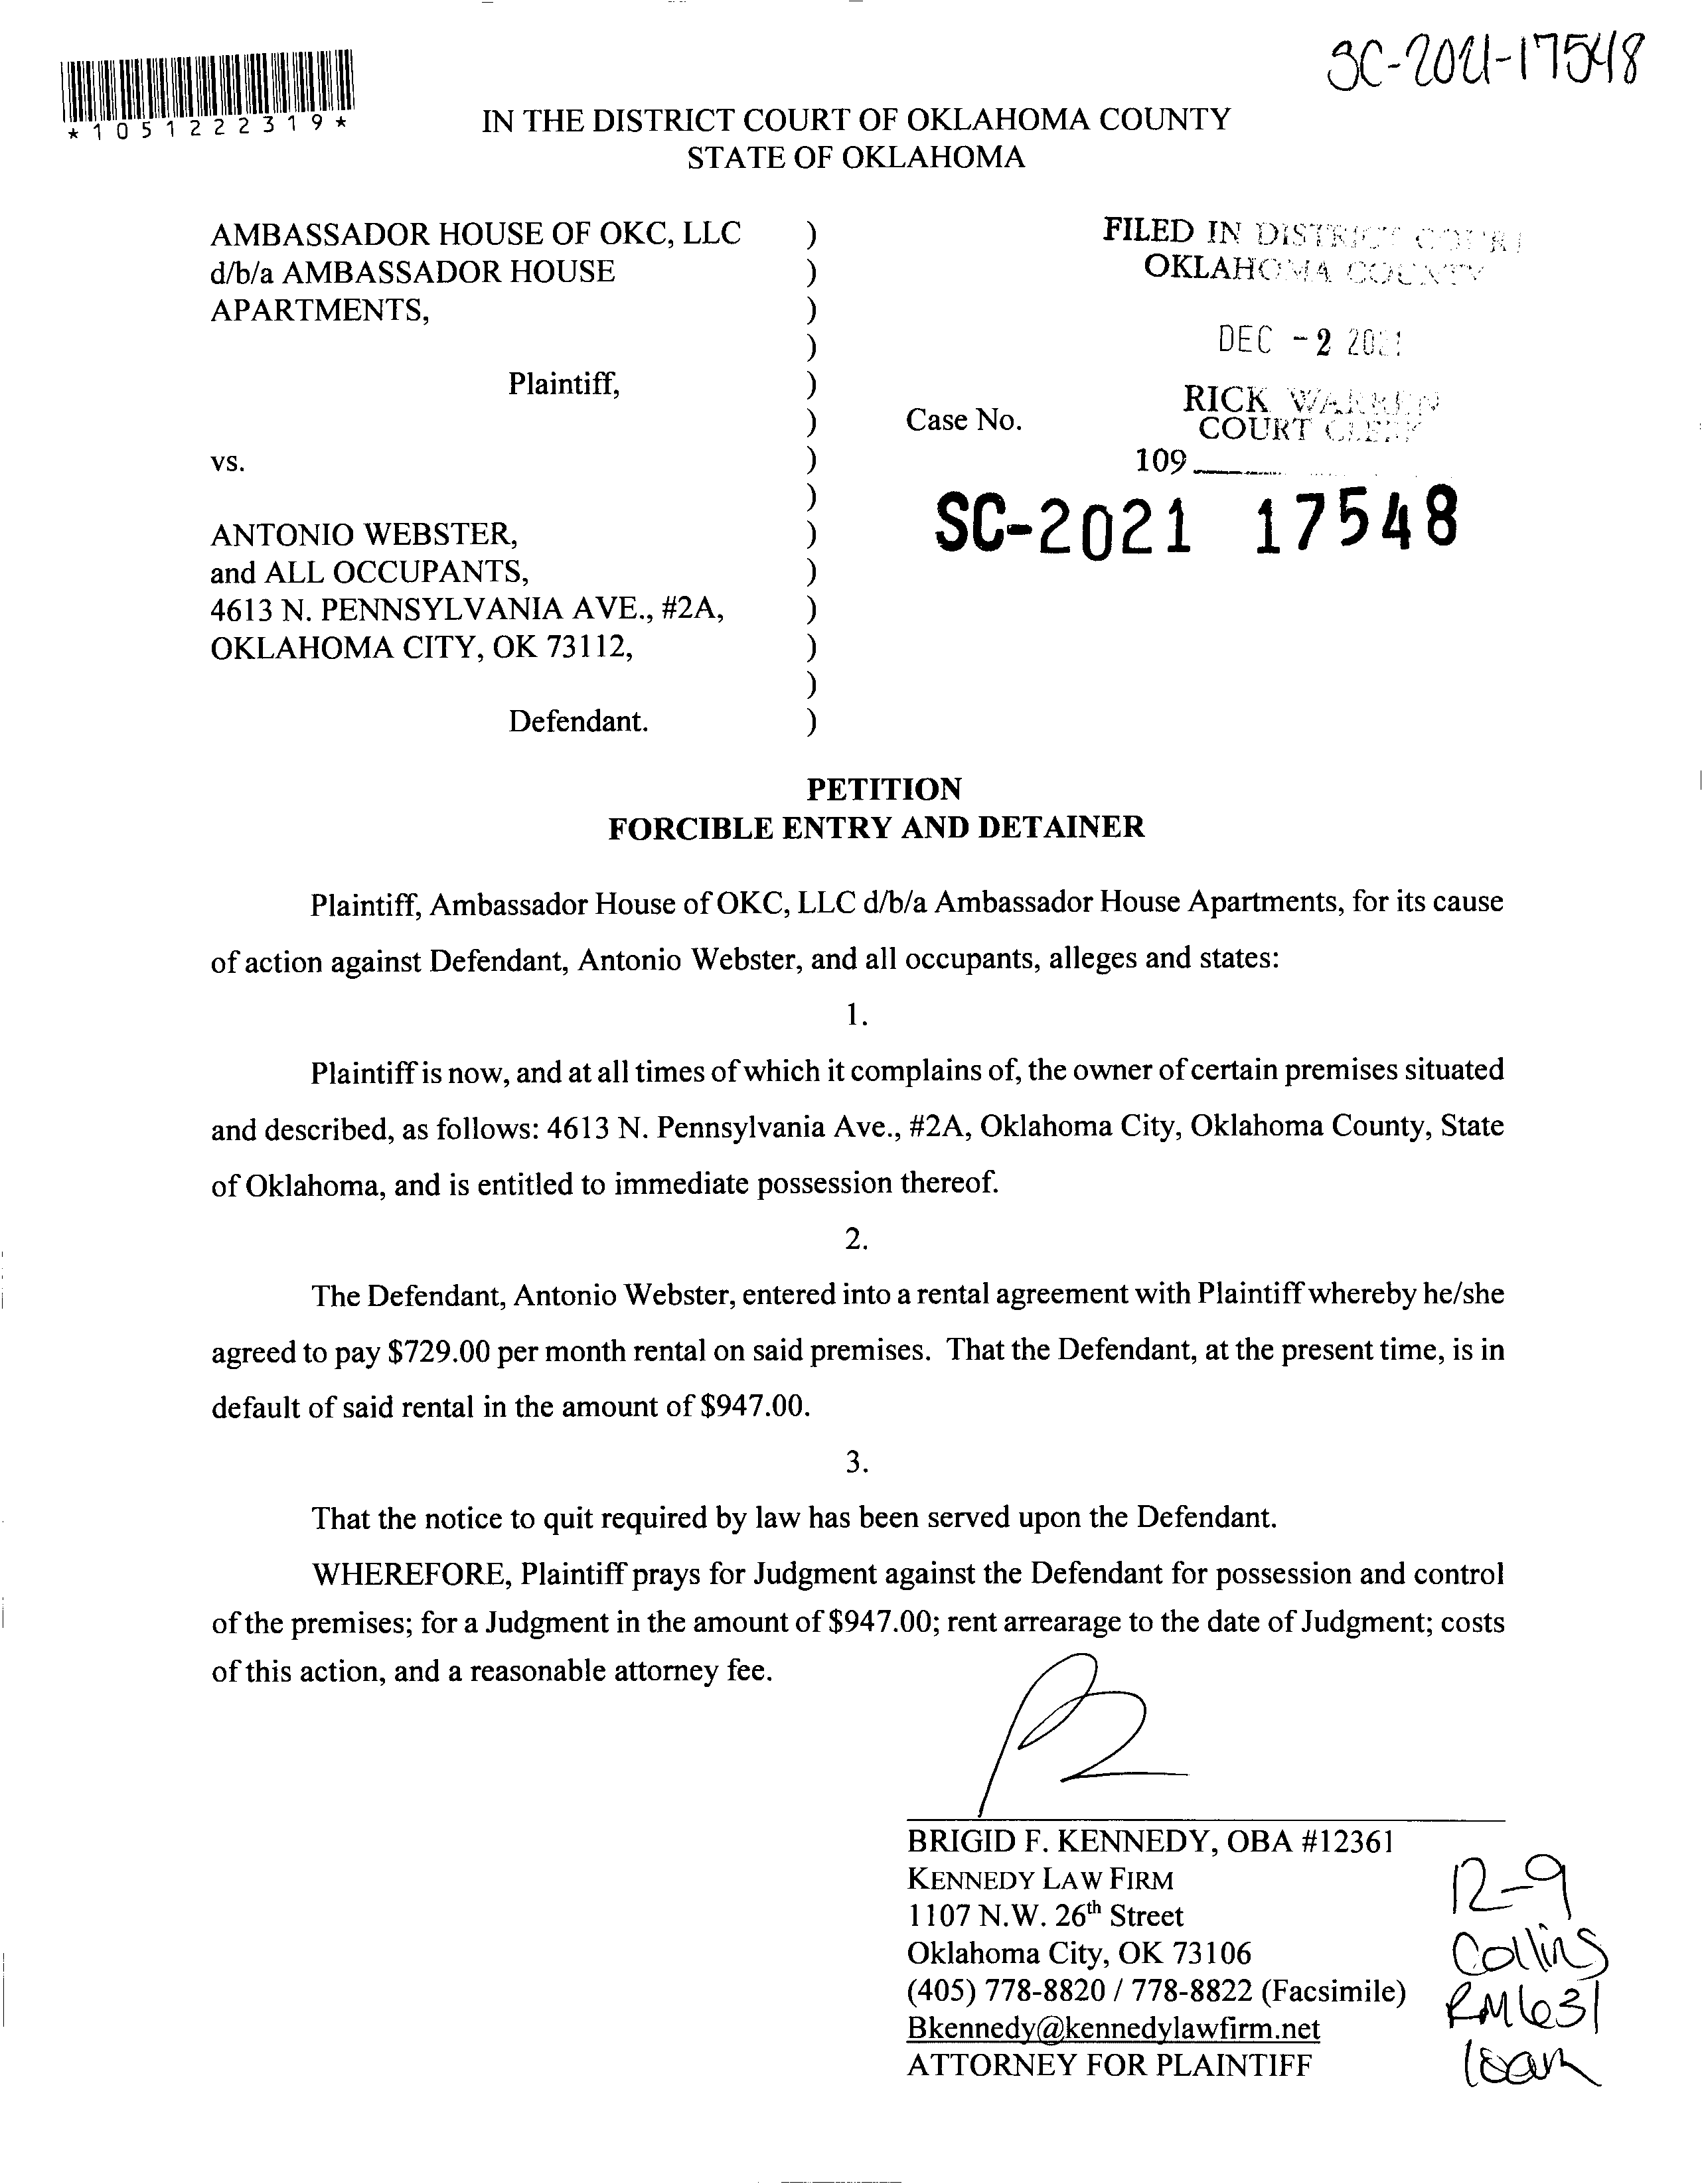 SC-2021-17548
*1051222319*
IN THE DISTRICT COURT OF OKLAHOMA COUNTY
STATE OF OKLAHOMA
AMBASSADOR HOUSE OF OKC, LLC )
d/b/a AMBASSADOR HOUSE )
APARTMENTS, )
)
Plaintiff, )
)
vs. )
)
ANTONIO WEBSTER, )
and ALL OCCUPANTS, )
4613 N. PENNSYLVANIA AVE., #2A, )
OKLAHOMA CITY, OK 73112, )
)
Defendant. )
FILED IN DISTRICT COURT
OKLAHOMA COUNTY
DEC - 2 2021
RICK WARREN
COURT CLERK
Case No.
109
SC-2021 17548
PETITION
FORCIBLE ENTRY AND DETAINER
Plaintiff, Ambassador House of OKC, LLC d/b/a Ambassador House Apartments, for its cause
of action against Defendant, Antonio Webster, and all occupants, alleges and states:
1.
Plaintiff is now, and at all times of which it complains of, the owner of certain premises situated
and described, as follows: 4613 N. Pennsylvania Ave., #2A, Oklahoma City, Oklahoma County, State
of Oklahoma, and is entitled to immediate possession thereof.
2.
The Defendant, Antonio Webster, entered into a rental agreement with Plaintiff whereby he/she
agreed to pay $729.00 per month rental on said premises. That the Defendant, at the present time, is in
default of said rental in the amount of $947.00.
3.
That the notice to quit required by law has been served upon the Defendant.
WHEREFORE, Plaintiff prays for Judgment against the Defendant for possession and control
of the premises; for a Judgment in the amount of $947.00; rent arrearage to the date of Judgment; costs
of this action, and a reasonable attorney fee.
BRIGID F. KENNEDY, OBA #12361
KENNEDY LAW FIRM
1107 N.W. 26th Street
Oklahoma City, OK 73106
(405) 778-8820 / 778-8822 (Facsimile)
Bkennedy@kennedylawfirm.net
ATTORNEY FOR PLAINTIFF
12-9
Collins
RM631